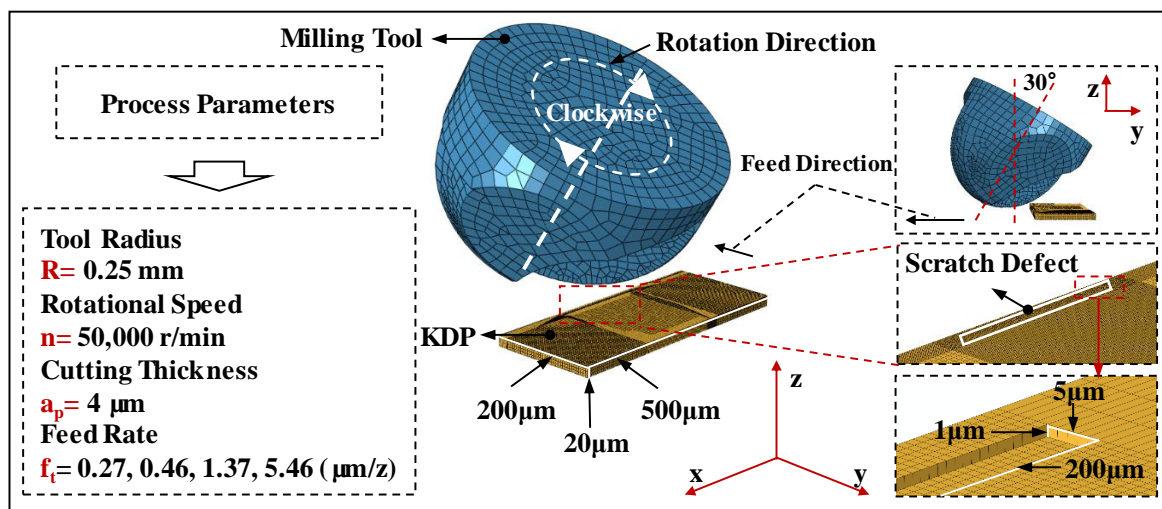 Process Parameters
Tool Radius
R= 0.25 mm
Rotational Speed
n= 50,000 r/min
Cutting Thickness
aₚ= 4 μm
Feed Rate
fₜ= 0.27, 0.46, 1.37, 5.46 ( μm/z)
Milling Tool
Rotation Direction
Clockwise
Feed Direction
KDP
200μm
20μm
500μm
z
x
y
30°
z
y
Scratch Defect
5μm
1μm
200μm